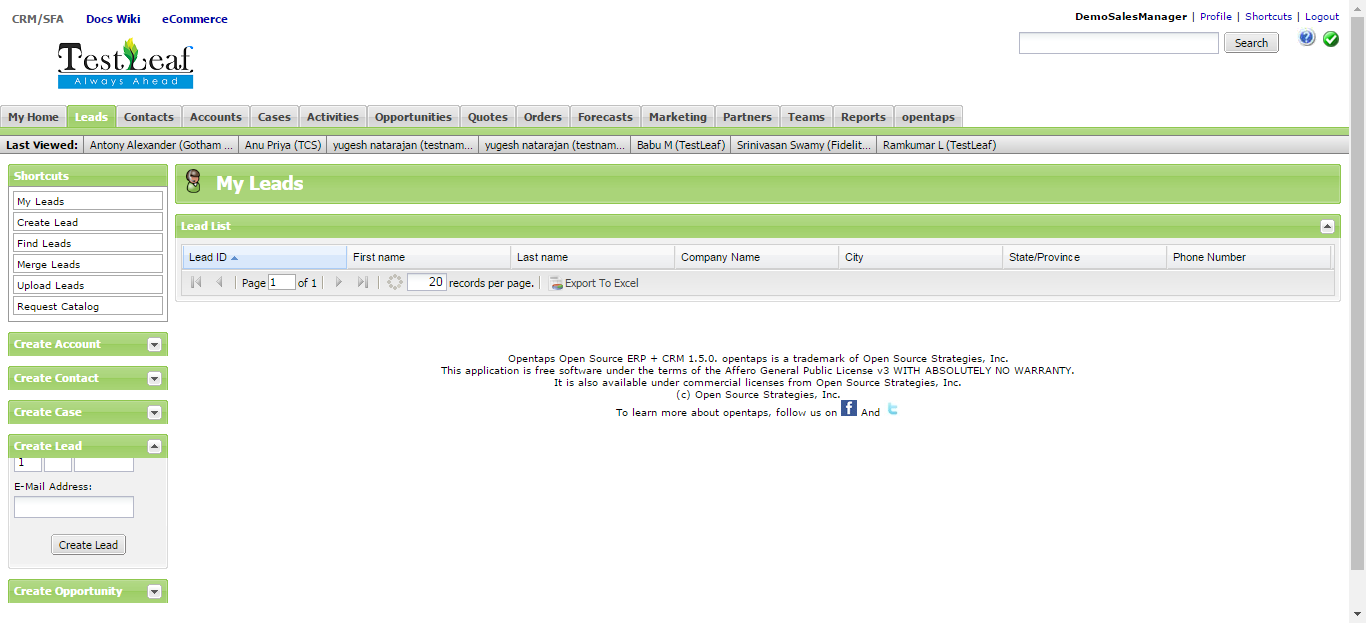 CRM/SFA Docs Wiki eCommerce
DemoSalesManager | Profile | Shortcuts | Logout
TestLeaf
Always Ahead
Search
My Home Leads Contacts Accounts Cases Activities Opportunities Quotes Orders Forecasts Marketing Partners Teams Reports opentaps
Last Viewed: Antony Alexander (Gotham ... Anu Priya (TCS) yugesh natarajan (testnam... yugesh natarajan (testnam... Babu M (TestLeaf) Srinivasan Swamy (Fidelit... Ramkumar L (TestLeaf)
Shortcuts
My Leads
Create Lead
Find Leads
Merge Leads
Upload Leads
Request Catalog
Create Account
Create Contact
Create Case
Create Lead
1
E-Mail Address:
Create Lead
Create Opportunity
My Leads
Lead List
Lead ID First name Last name Company Name City State/Province Phone Number
Page 1 of 1 20 records per page. Export To Excel
Opentaps Open Source ERP + CRM 1.5.0. opentaps is a trademark of Open Source Strategies, Inc.
This application is free software under the terms of the Affero General Public License v3 WITH ABSOLUTELY NO WARRANTY.
It is also available under commercial licenses from Open Source Strategies, Inc.
(c) Open Source Strategies, Inc.
To learn more about opentaps, follow us on f And t